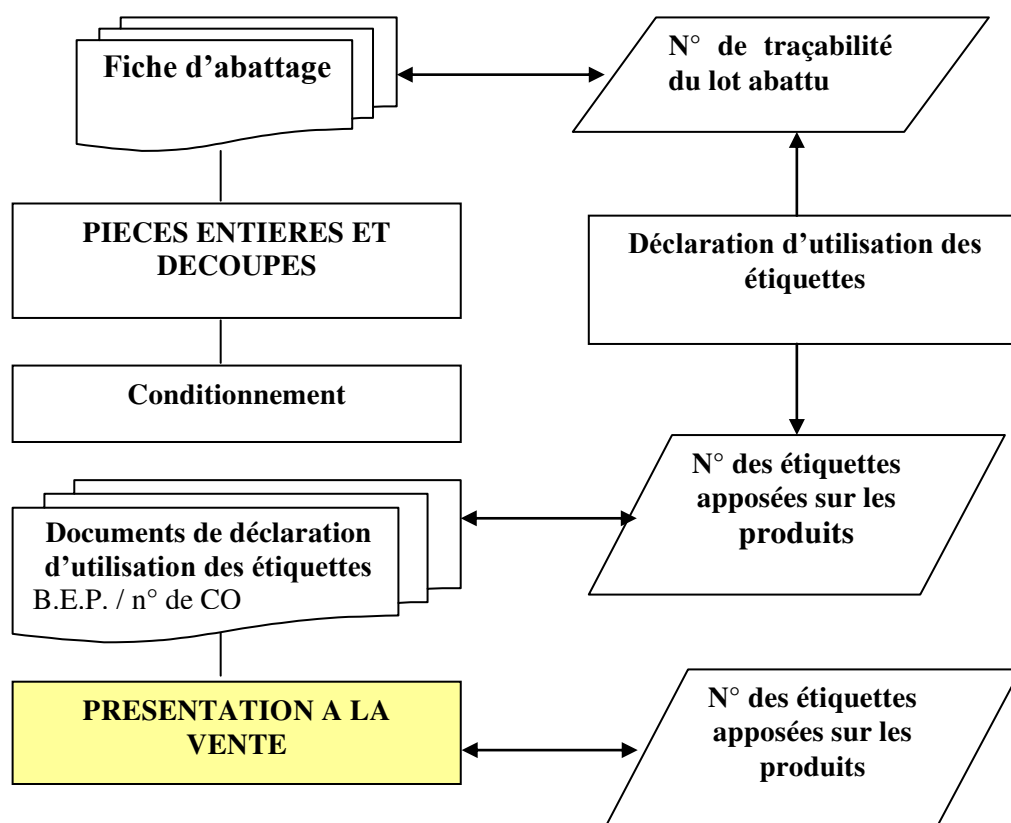 Fiche d’abattage
N° de traçabilité
du lot abattu
PIECES ENTIERES ET
DECOUPES
Déclaration d’utilisation des
étiquettes
Conditionnement
N° des étiquettes
apposées sur les
produits
Documents de déclaration
d’utilisation des étiquettes
B.E.P. / n° de CO
PRESENTATION A LA
VENTE
N° des étiquettes
apposées sur les
produits